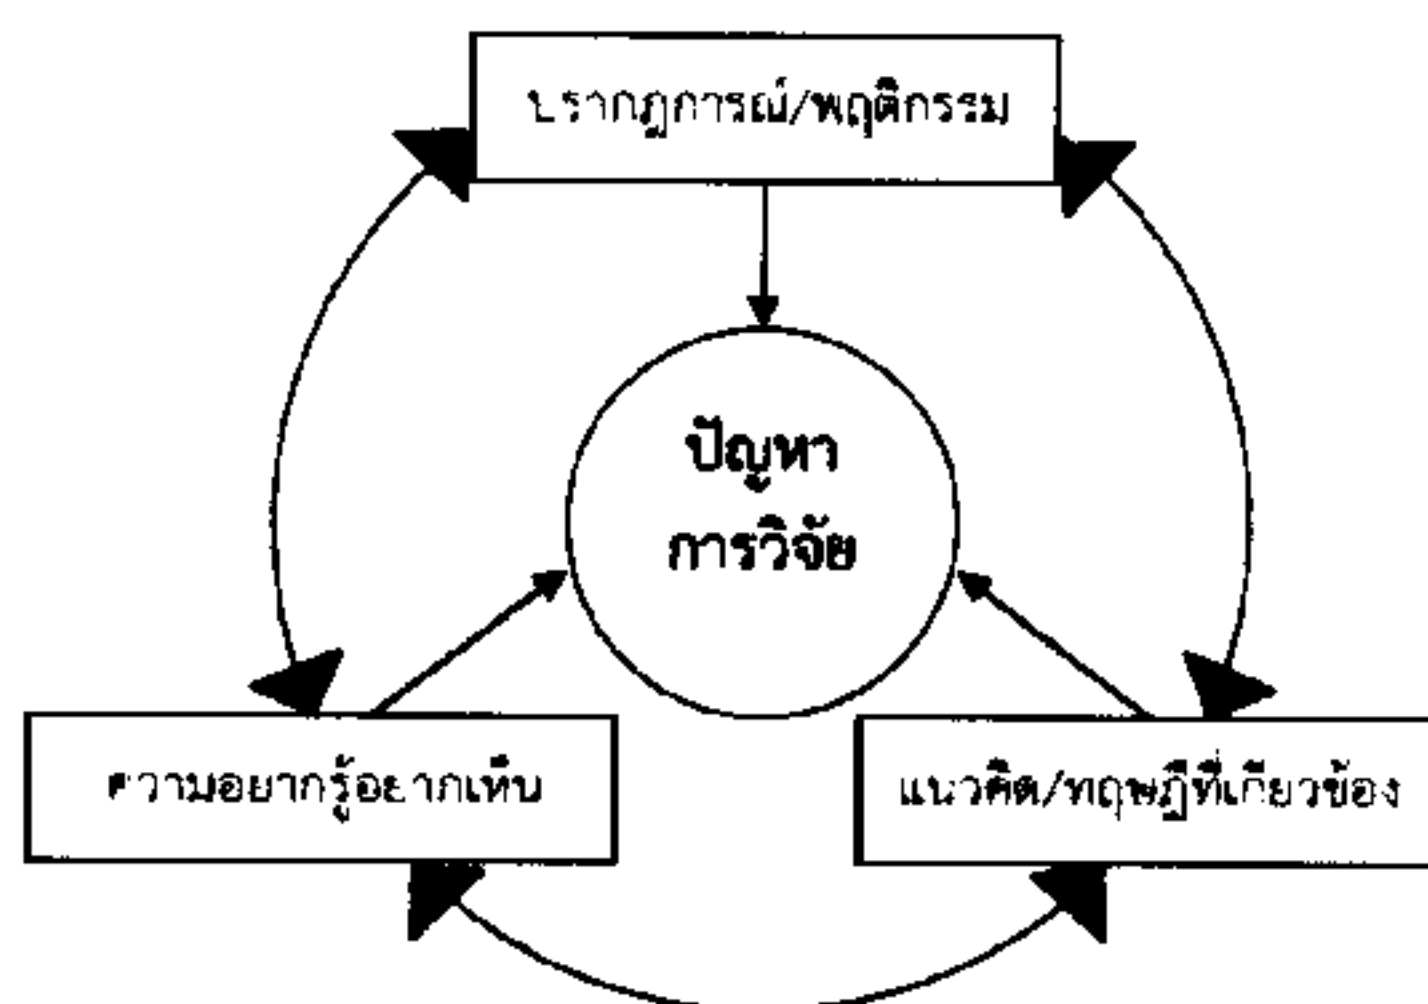 ปรากฏการณ์/พฤติกรรม
ปัญหา
การวิจัย
ความอยากรู้อยากเห็น
แนวคิด/ทฤษฎีที่เกี่ยวข้อง